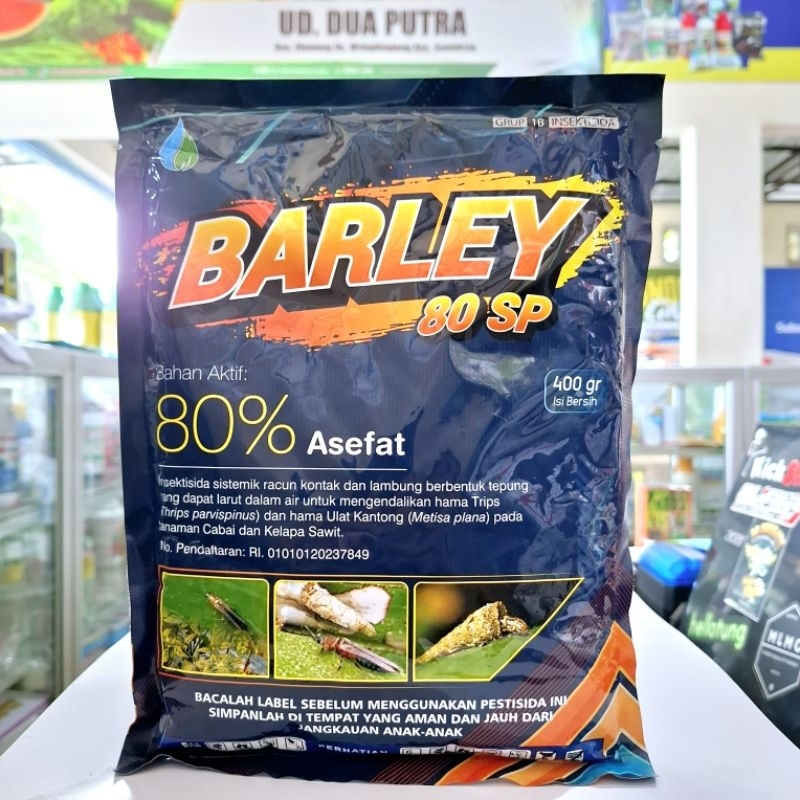 UD. DUA PUTRA
GRUP 1B INSEKTISIDA
BARLEY
80 SP
Bahan Aktif:
80% Asefat
400 gr
Isi Bersih
Insektisida sistemik racun kontak dan lambung berbentuk tepung
yang dapat larut dalam air untuk mengendalikan hama Trips
(Thrips parvispinus) dan hama Ulat Kantong (Metisa plana) pada
tanaman Cabai dan Kelapa Sawit.
No. Pendaftaran: RI. 01010120237849
BACALAH LABEL SEBELUM MENGGUNAKAN PESTISIDA INI
SIMPANLAH DI TEMPAT YANG AMAN DAN JAUH DARI
JANGKAUAN ANAK-ANAK
PERHATIAN
hellotung
MLMC